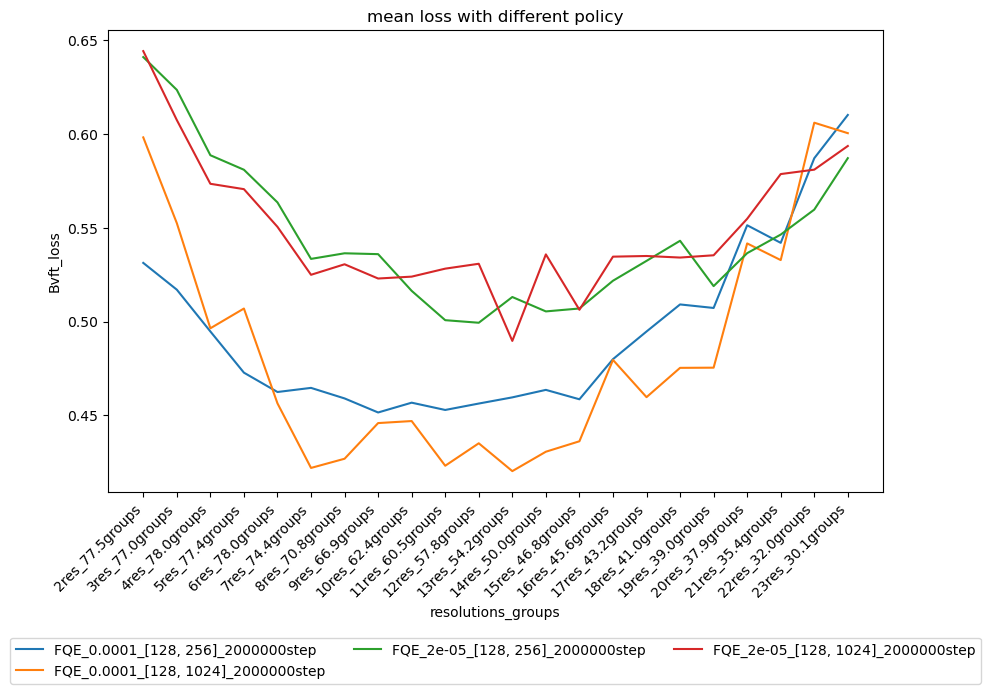 mean loss with different policy
Bvft_loss
0.65
0.60
0.55
0.50
0.45
2res_77.5groups
3res_77.0groups
4res_78.0groups
5res_77.4groups
6res_78.0groups
7res_74.4groups
8res_70.8groups
9res_66.9groups
10res_62.4groups
11res_60.5groups
12res_57.8groups
13res_54.2groups
14res_50.0groups
15res_46.8groups
16res_45.6groups
17res_43.2groups
18res_41.0groups
19res_39.0groups
20res_37.9groups
21res_35.4groups
22res_32.0groups
23res_30.1groups
resolutions_groups
FQE_0.0001_[128, 256]_2000000step
FQE_0.0001_[128, 1024]_2000000step
FQE_2e-05_[128, 256]_2000000step
FQE_2e-05_[128, 1024]_2000000step